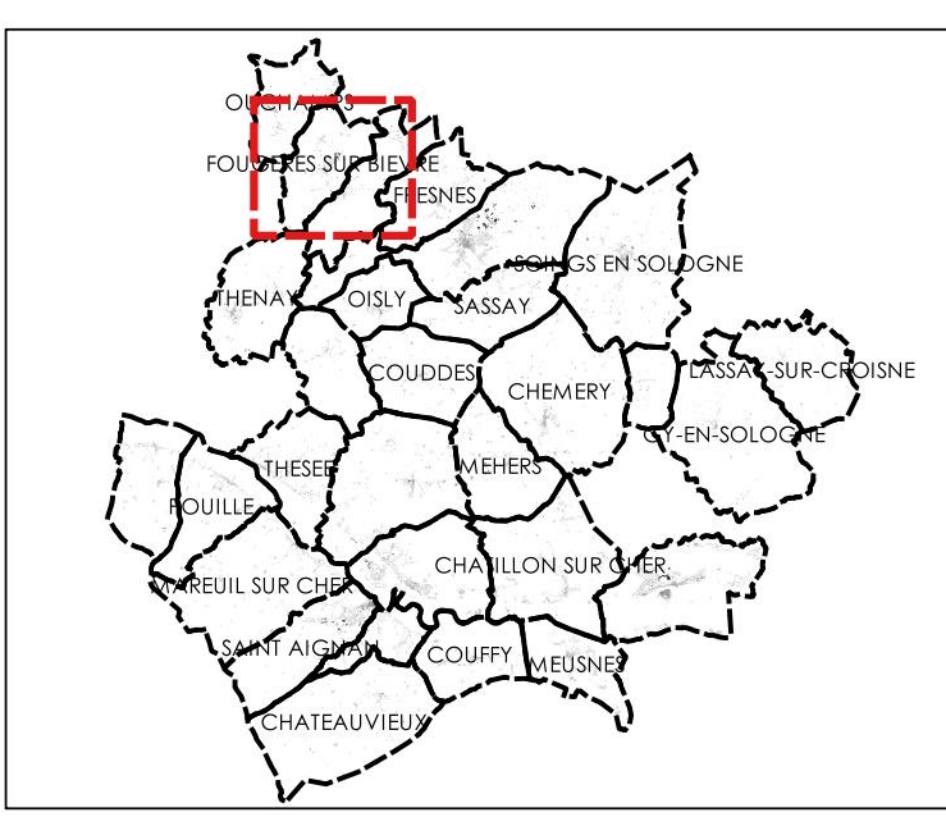 OUCHAMPS
FOUGERES SUR BIEVRE
FRESNES
SOINGS EN SOLOGNE
THENAY
OISLY
SASSAY
COUDDES
CHEMERY
LASSAY-SUR-CROISNE
GY-EN-SOLOGNE
THESEE
MEHERS
POUILLE
CHATILLON SUR CHER
MAREUIL SUR CHER
SAINT AIGNAN
COUFFY
MEUSNES
CHATEAUVIEUX